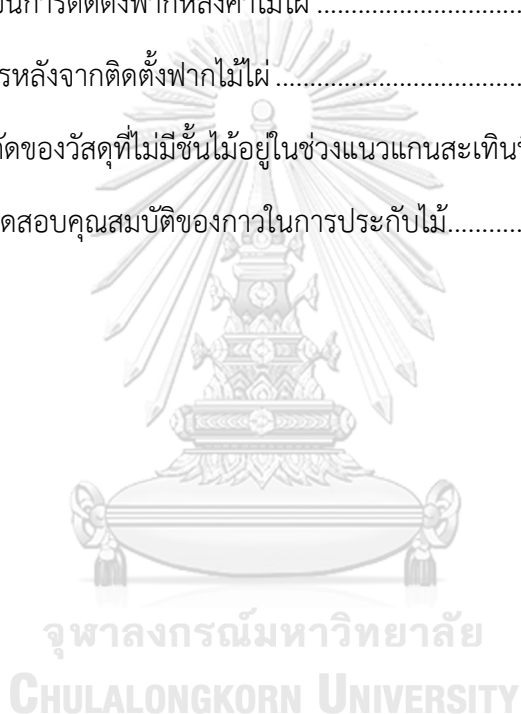 การติดตั้งฟากหลังคาไม้ไผ่ ................................
รหลังจากติดตั้งฟากไม้ไผ่ ................................
ัดของวัสดุที่ไม่มีชั้นไม้อยู่ในช่วงแนวแกนสะเทิน
ดสอบคุณสมบัติของกาวในการประกับไม้...........
จุฬาลงกรณ์มหาวิทยาลัย
CHULALONGKORN UNIVERSITY